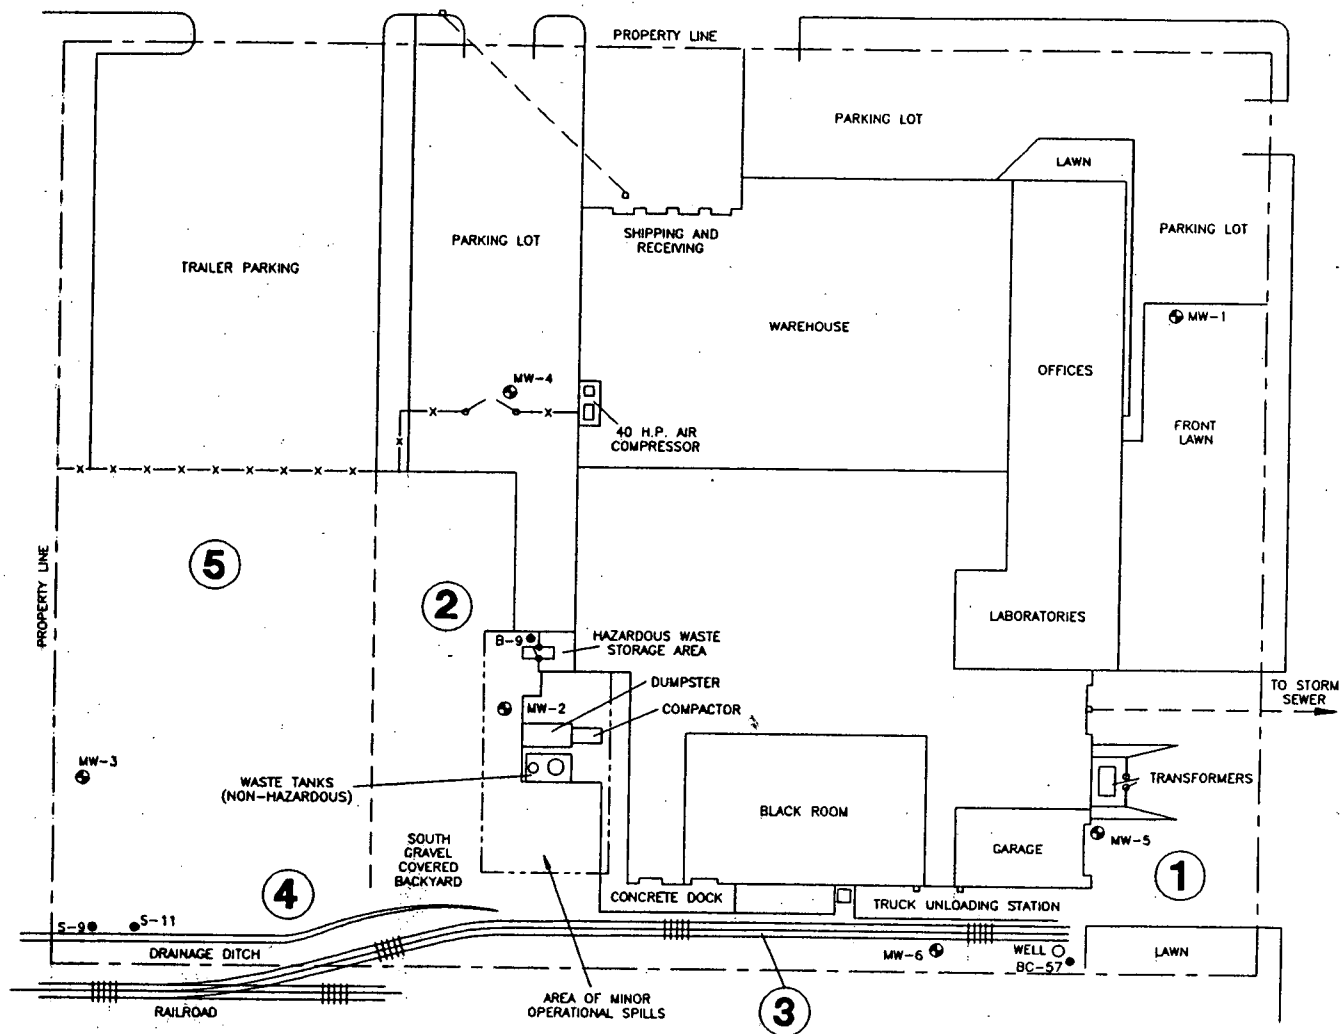 PROPERTY LINE
PARKING LOT
LAWN
PARKING LOT
SHIPPING AND
RECEIVING
PARKING LOT
TRAILER PARKING
WAREHOUSE
MW-1
OFFICES
MW-4
40 H.P. AIR
COMPRESSOR
FRONT
LAWN
PROPERTY LINE
5
2
LABORATORIES
B-9
HAZARDOUS WASTE
STORAGE AREA
DUMPSTER
TO STORM
SEWER
MW-2
COMPACTOR
MW-3
TRANSFORMERS
WASTE TANKS
(NON-HAZARDOUS)
BLACK ROOM
MW-5
SOUTH
GRAVEL
COVERED
BACKYARD
GARAGE
1
4
CONCRETE DOCK
TRUCK UNLOADING STATION
S-9
S-11
DRAINAGE DITCH
MW-6
WELL
BC-57
LAWN
AREA OF MINOR
OPERATIONAL SPILLS
3
RAILROAD